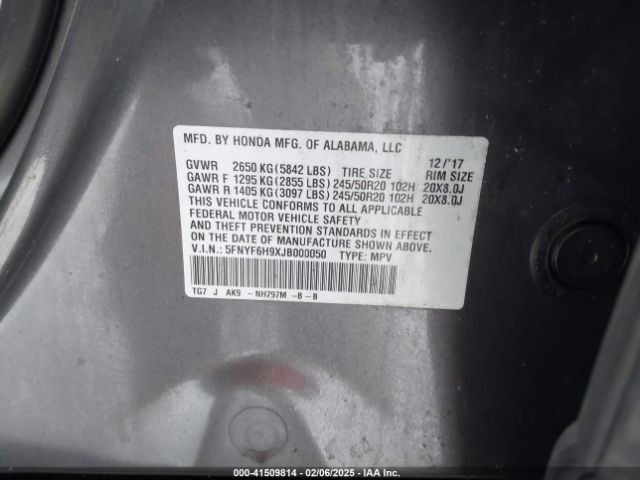 MFD. BY HONDA MFG. OF ALABAMA, LLC
12/'17
GVWR 2650 KG(5842 LBS) TIRE SIZE RIM SIZE
GAWR F 1295 KG(2855 LBS) 245/50R20 102H 20X8.0J
GAWR R 1405 KG(3097 LBS) 245/50R20 102H 20X8.0J
THIS VEHICLE CONFORMS TO ALL APPLICABLE
FEDERAL MOTOR VEHICLE SAFETY
AND THEFT PREVENTION STANDARDS IN EFFECT
ON THE DATE OF MANUFACTURE SHOWN ABOVE.
V.I.N.: 5FNYF6H9XJB000050 TYPE: MPV
TG7 J AK9 -NH797M -B-B
000-41509814 - 02/06/2025 - IAA Inc.